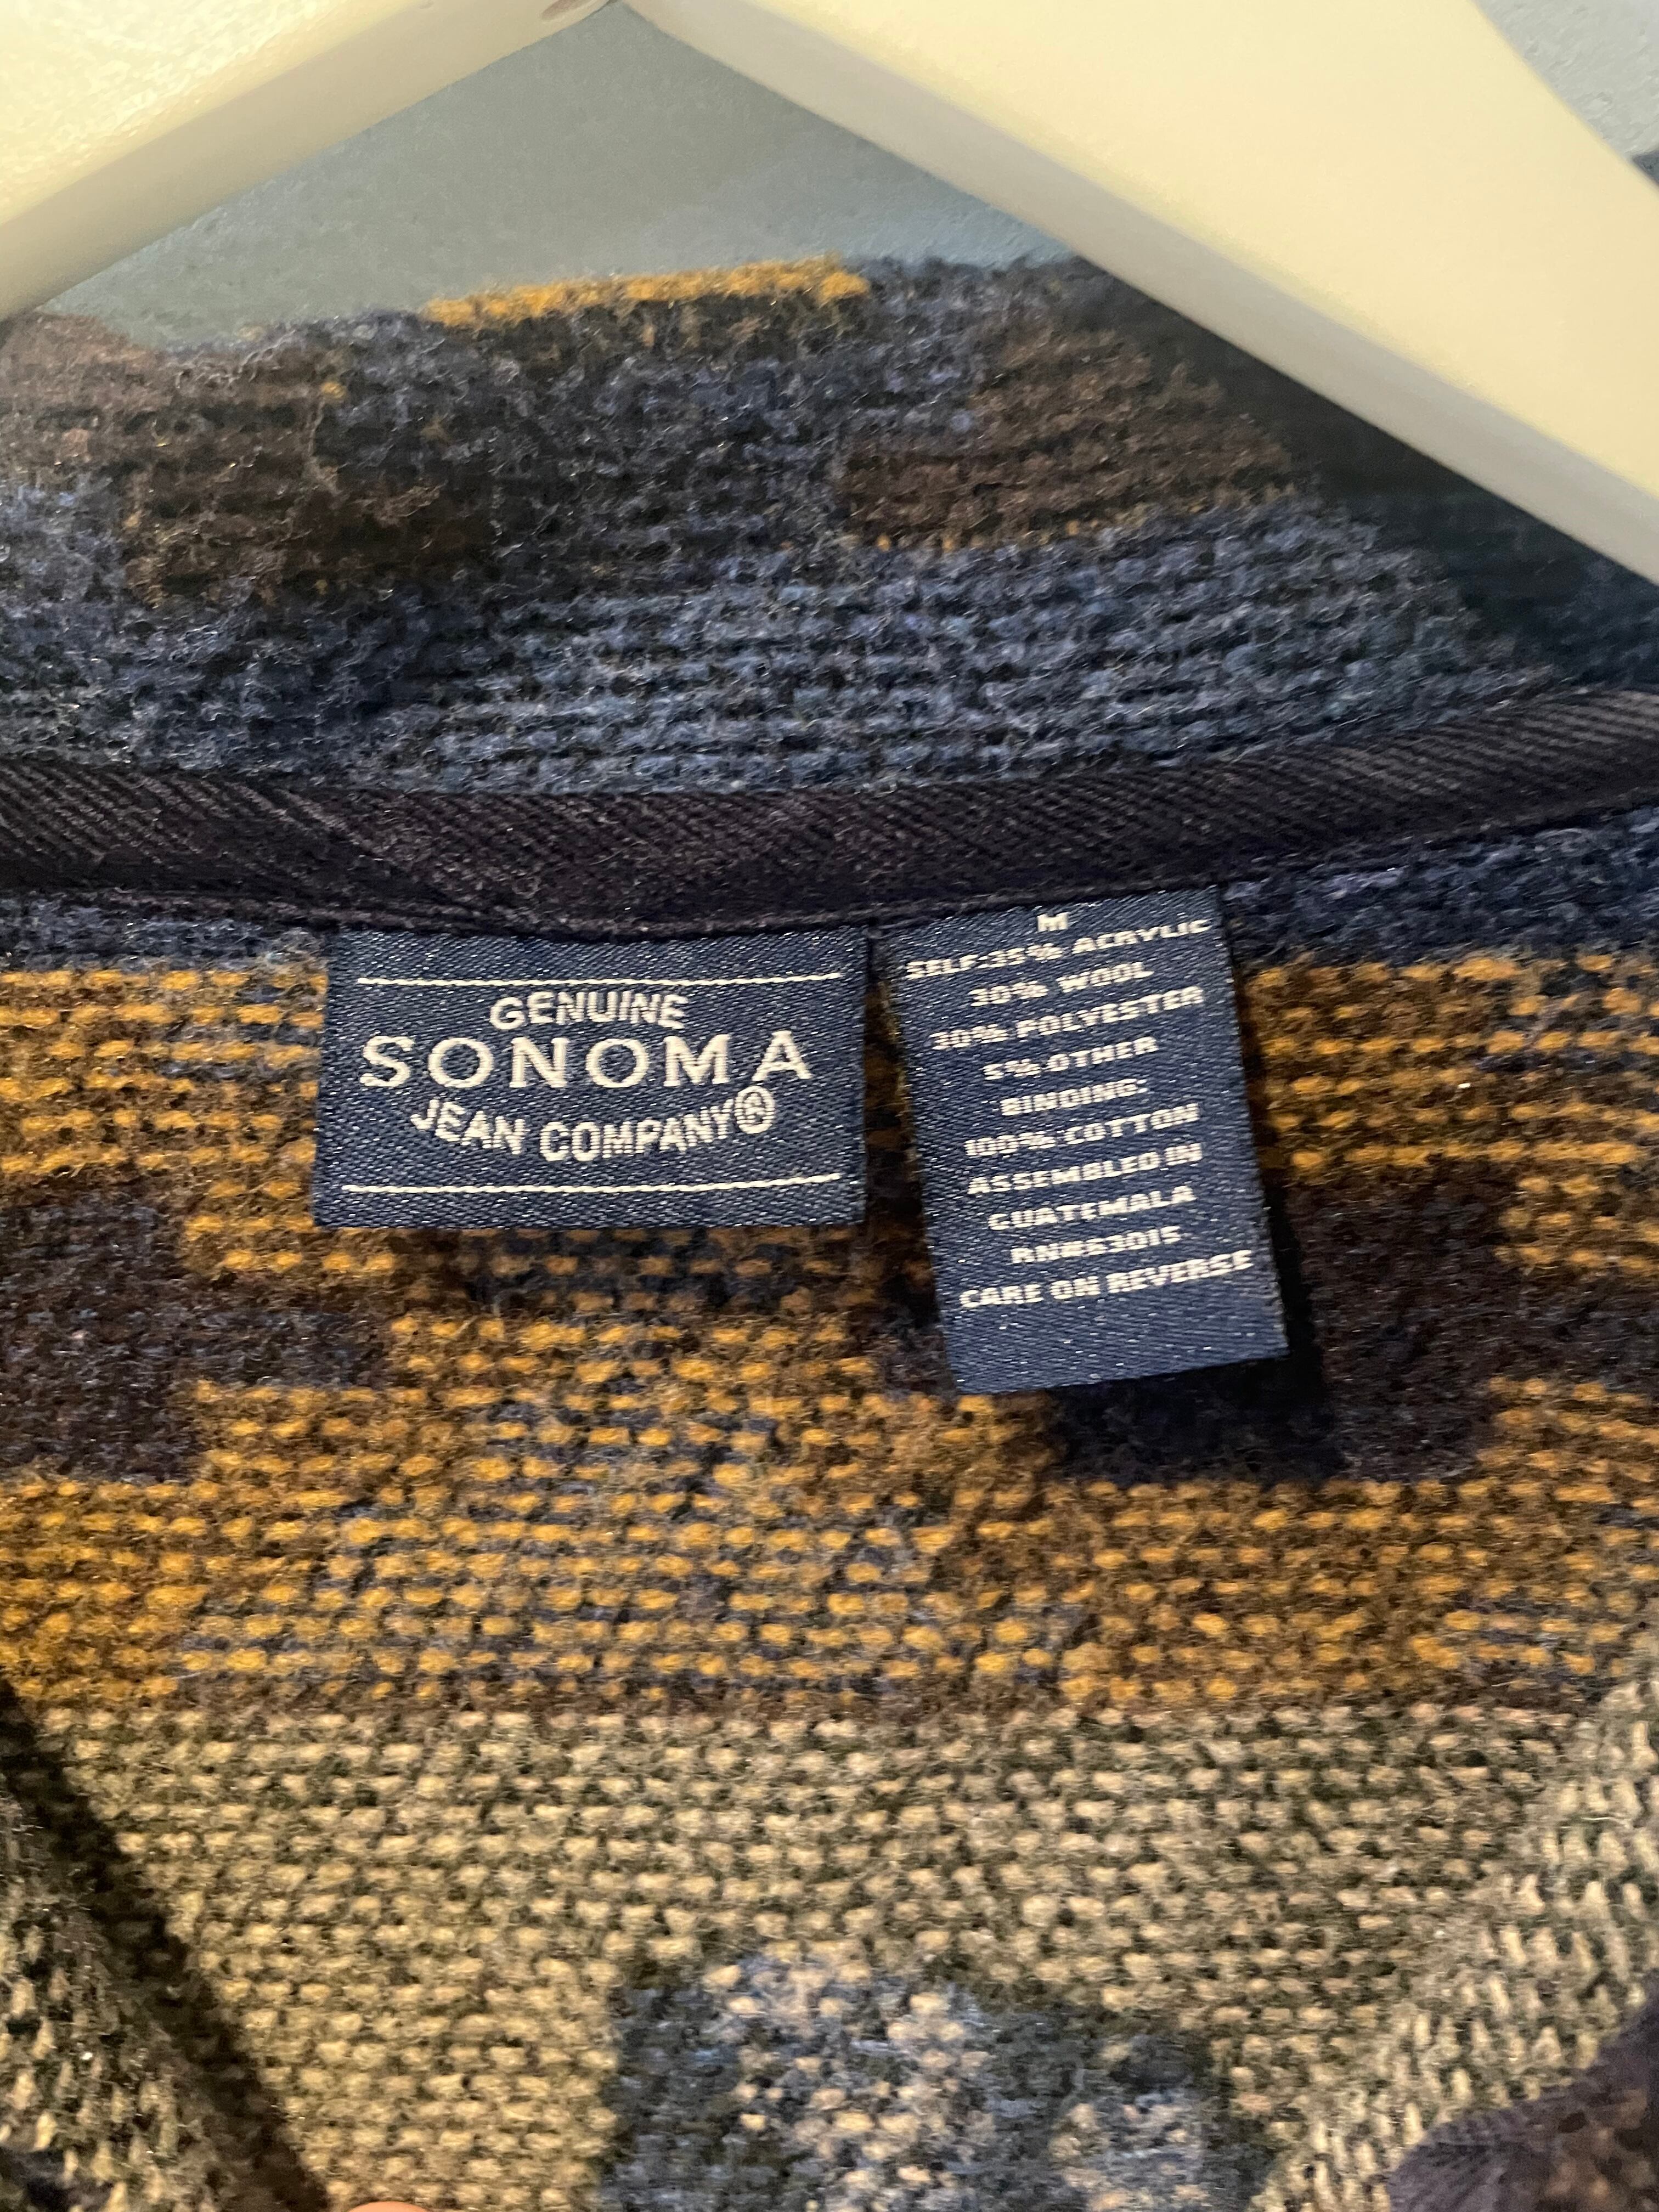 GENUINE
SONOMA
JEAN COMPANY®
M
SELF:35% ACRYLIC
30% WOOL
30% POLYESTER
5% OTHER
BINDING:
100% COTTON
ASSEMBLED IN
GUATEMALA
RN#63015
CARE ON REVERSE